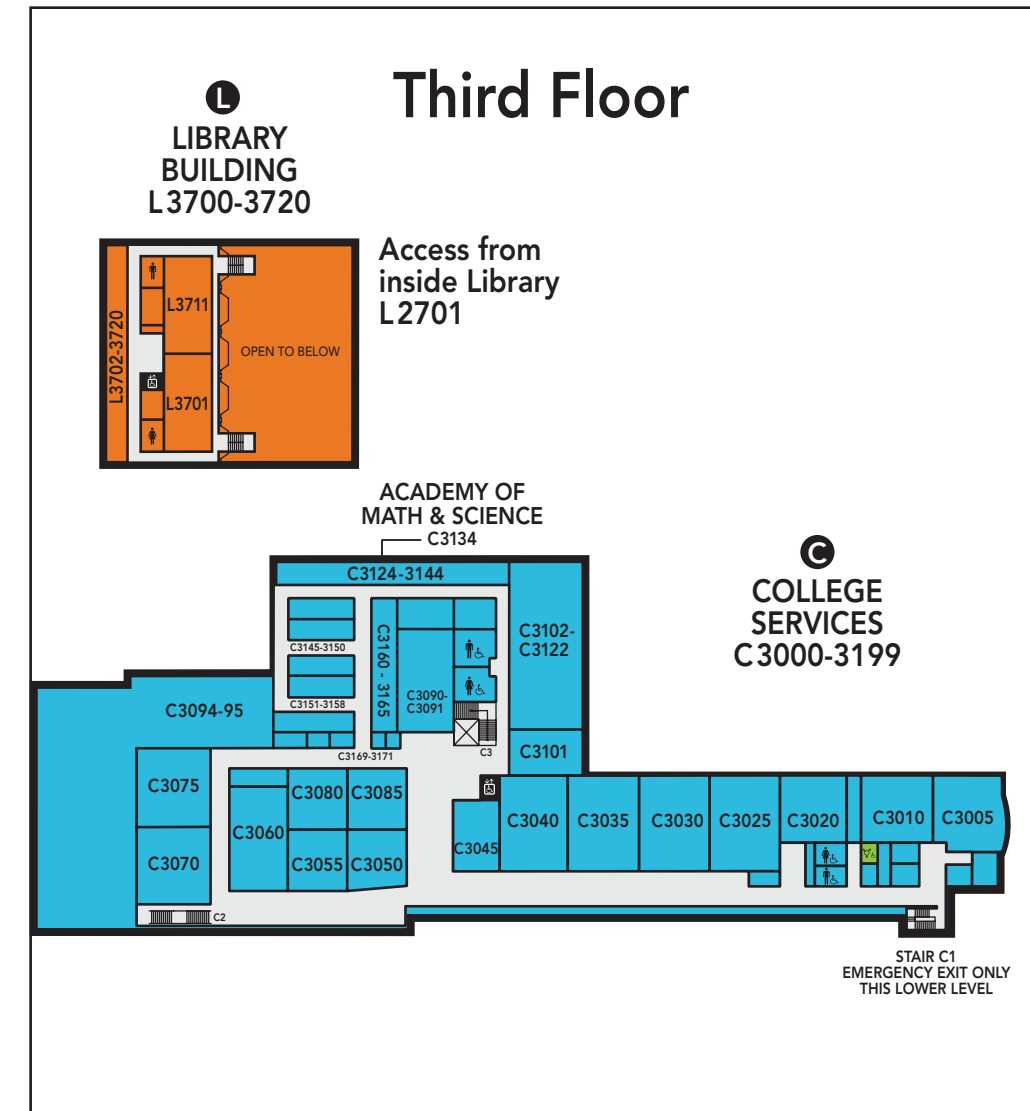 Third Floor
L
LIBRARY
BUILDING
L3700-3720
Access from
inside Library
L2701
L3702-3720
L3711
L3701
OPEN TO BELOW
ACADEMY OF
MATH & SCIENCE
C3134
C
COLLEGE
SERVICES
C3000-3199
C3124-3144
C3102-
C3122
C3145-3150
C3160 - 3165
C3151-3158
C3090-
C3091
C3094-95
C3169-3171
C3
C3101
C3075
C3080
C3085
C3060
C3070
C3055
C3050
C3045
C3040
C3035
C3030
C3025
C3020
C3010
C3005
C2
STAIR C1
EMERGENCY EXIT ONLY
THIS LOWER LEVEL